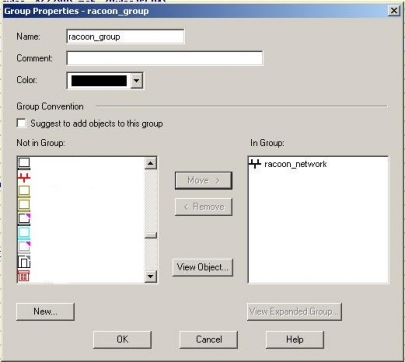 Group Properties - racoon_group
Name: racoon_group
Comment:
Color:
Group Convention
Suggest to add objects to this group
Not in Group: In Group:
racoon_network
Move >
< Remove
View Object...
New... View Expanded Group...
OK Cancel Help